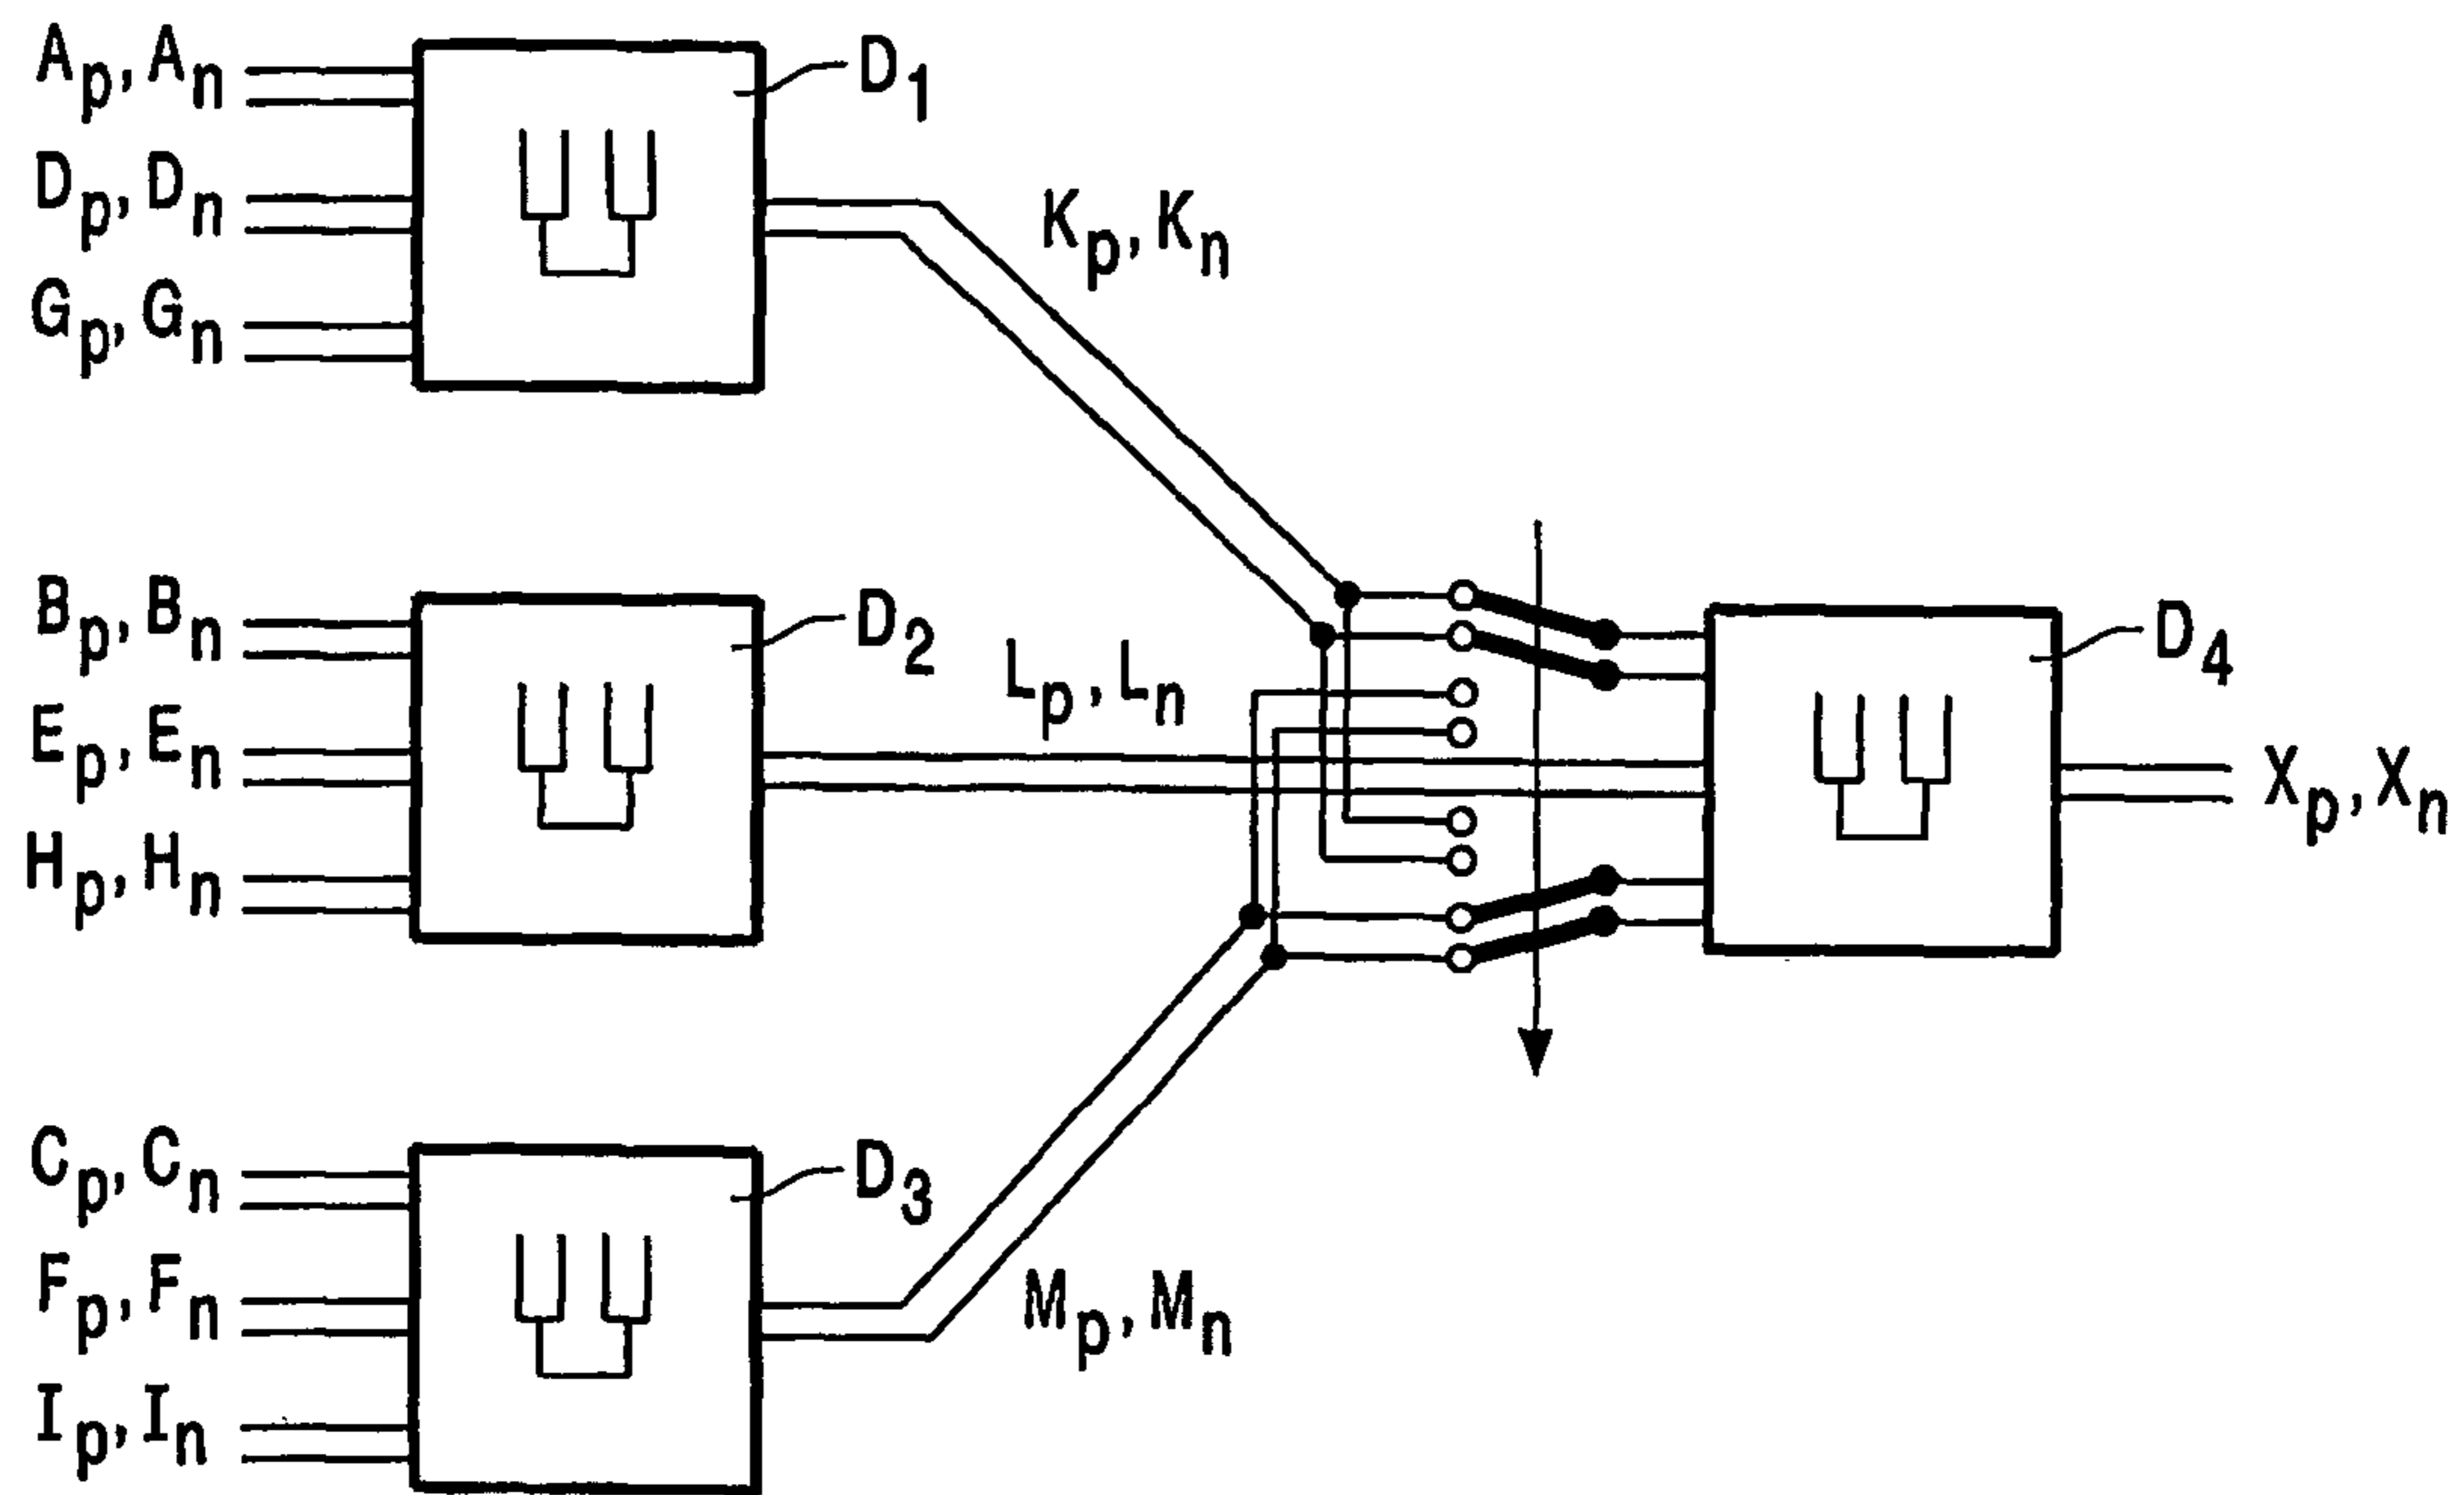 Ap,An
D1
Dp,Dn
Kp,Kn
Gp,Gn
Bp,Bn
D2
D4
Lp,Ln
Ep,En
Xp,Xn
Hp,Hn
Cp,Cn
D3
Fp,Fn
Mp,Mn
Ip,In